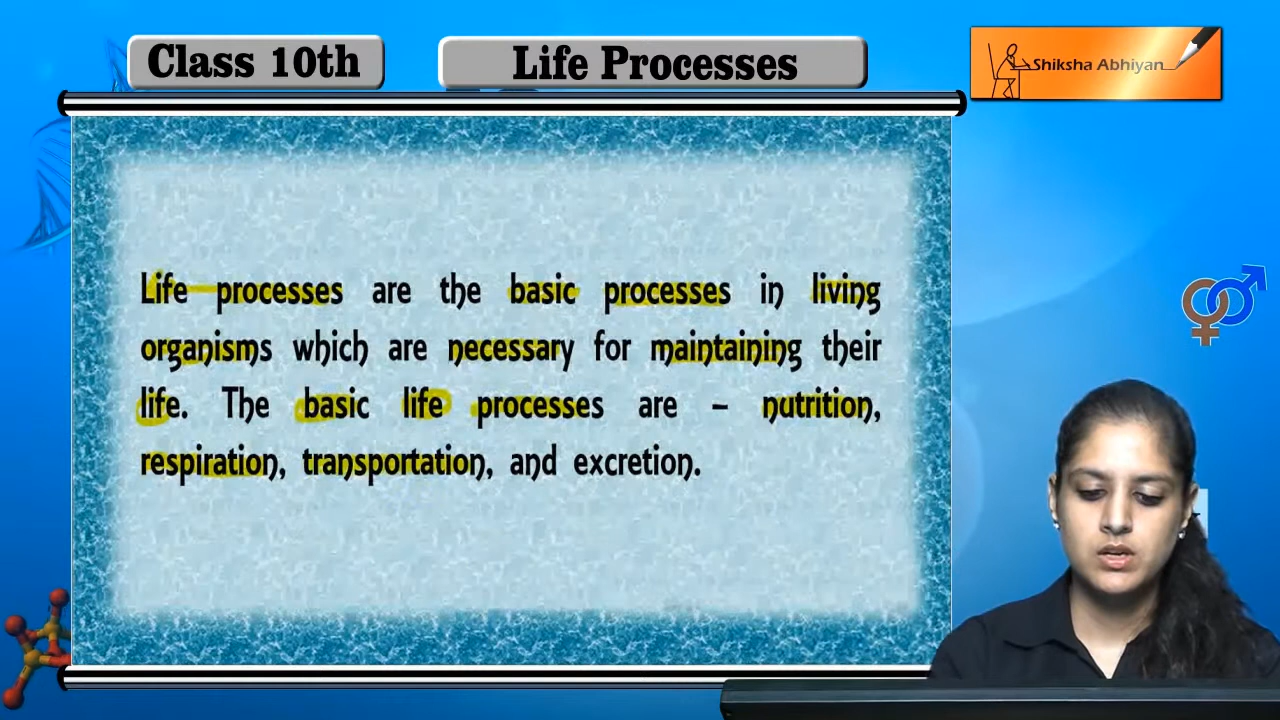 Class 10th
Life Processes
Shiksha Abhiyan
Life processes are the basic processes in living
organisms which are necessary for maintaining their
life. The basic life processes are – nutrition,
respiration, transportation, and excretion.